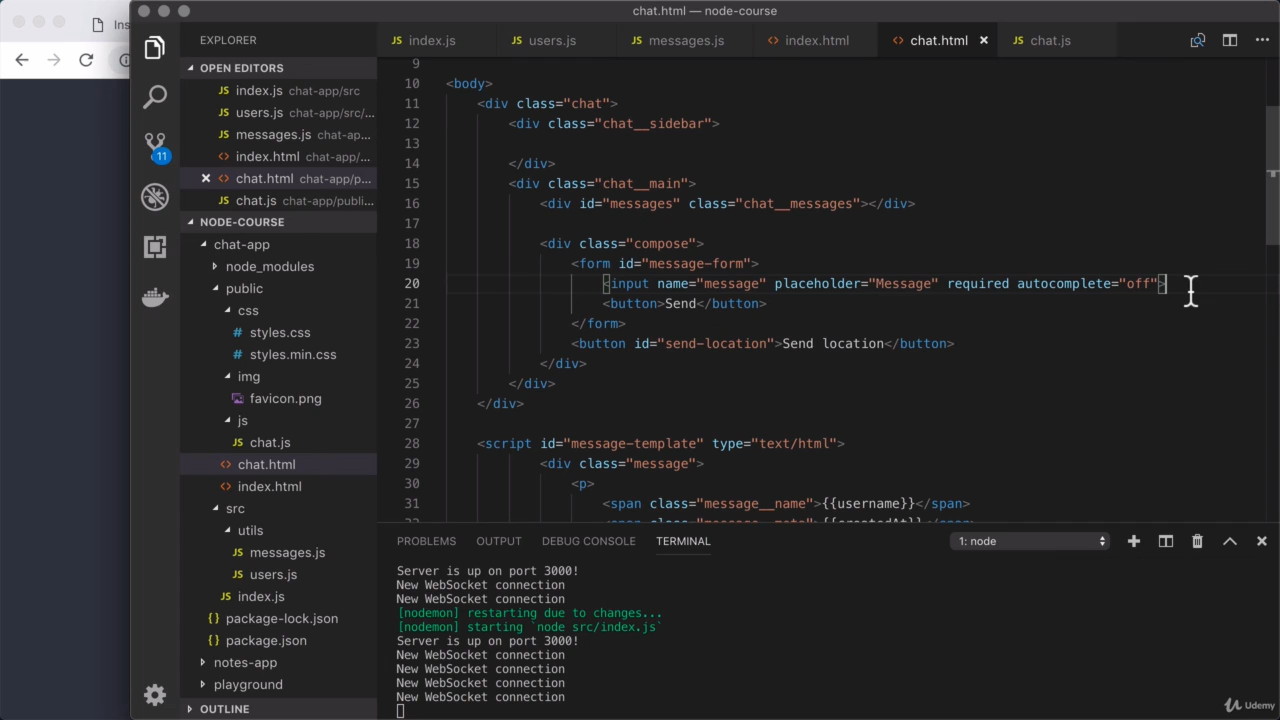 chat.html — node-course
Ins
EXPLORER
index.js
users.js
messages.js
index.html
chat.html
chat.js
OPEN EDITORS
index.js chat-app/src
users.js chat-app/src/...
messages.js chat-ap...
index.html chat-app/...
chat.html chat-app/p...
chat.js chat-app/publi...
NODE-COURSE
chat-app
node_modules
public
css
styles.css
styles.min.css
img
favicon.png
js
chat.js
chat.html
index.html
src
utils
messages.js
users.js
index.js
package-lock.json
package.json
notes-app
playground
OUTLINE
11
9
10 <body>
11 <div class="chat">
12 <div class="chat__sidebar">
13
14 </div>
15 <div class="chat__main">
16 <div id="messages" class="chat__messages"></div>
17
18 <div class="compose">
19 <form id="message-form">
20 <input name="message" placeholder="Message" required autocomplete="off">
21 <button>Send</button>
22 </form>
23 <button id="send-location">Send location</button>
24 </div>
25 </div>
26 </div>
27
28 <script id="message-template" type="text/html">
29 <div class="message">
30 <p>
31 <span class="message__name">{{username}}</span>
PROBLEMS OUTPUT DEBUG CONSOLE TERMINAL
1: node
Server is up on port 3000!
New WebSocket connection
New WebSocket connection
[nodemon] restarting due to changes...
[nodemon] starting `node src/index.js`
Server is up on port 3000!
New WebSocket connection
New WebSocket connection
New WebSocket connection
New WebSocket connection
Udemy